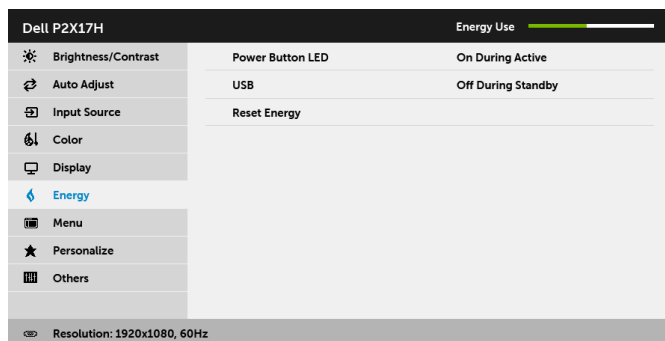 Dell P2X17H Energy Use
Brightness/Contrast Power Button LED On During Active
Auto Adjust USB Off During Standby
Input Source Reset Energy
Color
Display
Energy
Menu
Personalize
Others
Resolution: 1920x1080, 60Hz